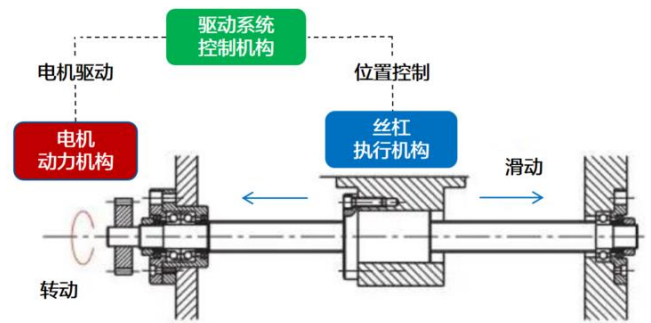 驱动系统
控制机构
电机驱动
位置控制
电机
动力机构
丝杠
执行机构
滑动
转动